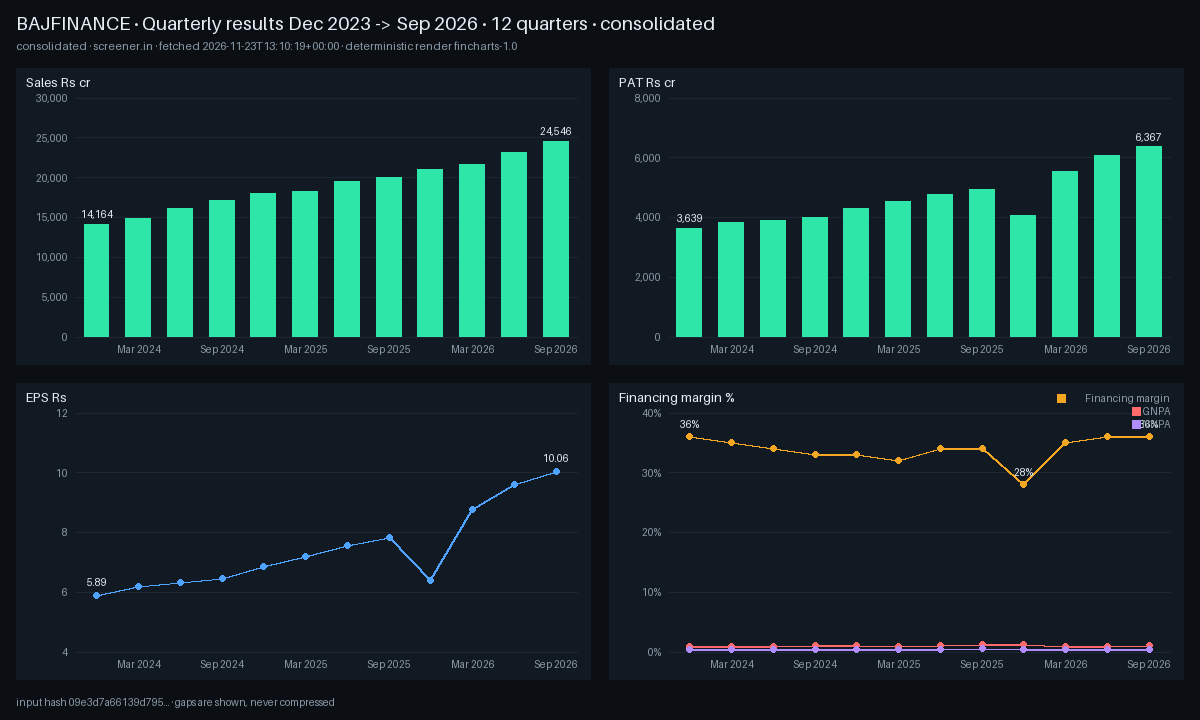 BAJFINANCE · Quarterly results Dec 2023 -> Sep 2026 · 12 quarters · consolidated
consolidated · screener.in · fetched 2026-11-23T13:10:19+00:00 · deterministic render fincharts-1.0
Sales Rs cr
30,000
25,000
20,000
15,000
10,000
5,000
0
14,164
24,546
Mar 2024
Sep 2024
Mar 2025
Sep 2025
Mar 2026
Sep 2026
PAT Rs cr
8,000
6,000
4,000
2,000
0
3,639
6,367
Mar 2024
Sep 2024
Mar 2025
Sep 2025
Mar 2026
Sep 2026
EPS Rs
12
10
8
6
4
5.89
10.06
Mar 2024
Sep 2024
Mar 2025
Sep 2025
Mar 2026
Sep 2026
Financing margin %
Financing margin
GNPA
40%
30%
20%
10%
0%
36%
28%
Mar 2024
Sep 2024
Mar 2025
Sep 2025
Mar 2026
Sep 2026
input hash 09e3d7a66139d795… · gaps are shown, never compressed